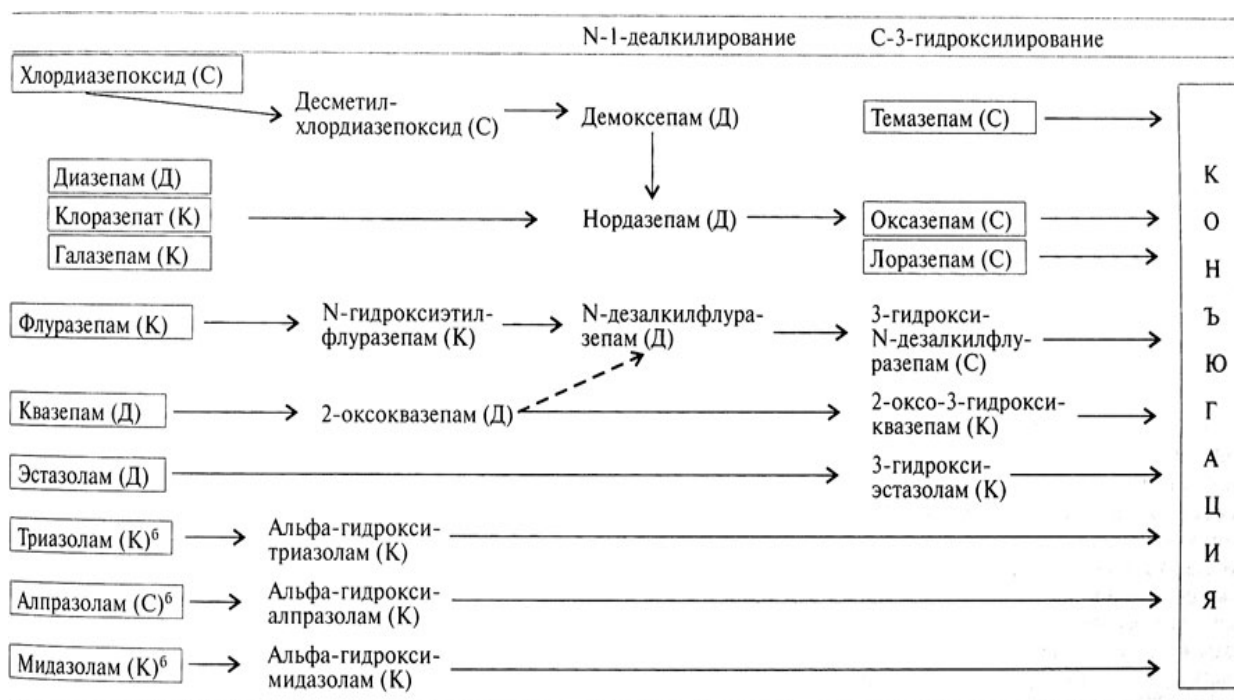 N-1-деалкилирование С-3-гидроксилирование
Хлордиазепоксид (С)
Десметил-
хлордиазепоксид (С)
Демоксепам (Д)
Темазепам (С)
Диазепам (Д)
Клоразепат (К)
Нордазепам (Д)
Оксазепам (С)
Галазепам (К)
Лоразепам (С)
Флуразепам (К)
N-гидроксиэтил-
флуразепам (К)
N-дезалкилфлура-
зепам (Д)
3-гидрокси-
N-дезалкилфлу-
разепам (С)
Квазепам (Д)
2-оксоквазепам (Д)
2-оксо-3-гидрокси-
квазепам (К)
Эстазолам (Д)
3-гидрокси-
эстазолам (К)
Триазолам (К)б
Альфа-гидрокси-
триазолам (К)
Алпразолам (С)б
Альфа-гидрокси-
алпразолам (К)
Мидазолам (К)б
Альфа-гидрокси-
мидазолам (К)
К
О
Н
Ъ
Ю
Г
А
Ц
И
Я